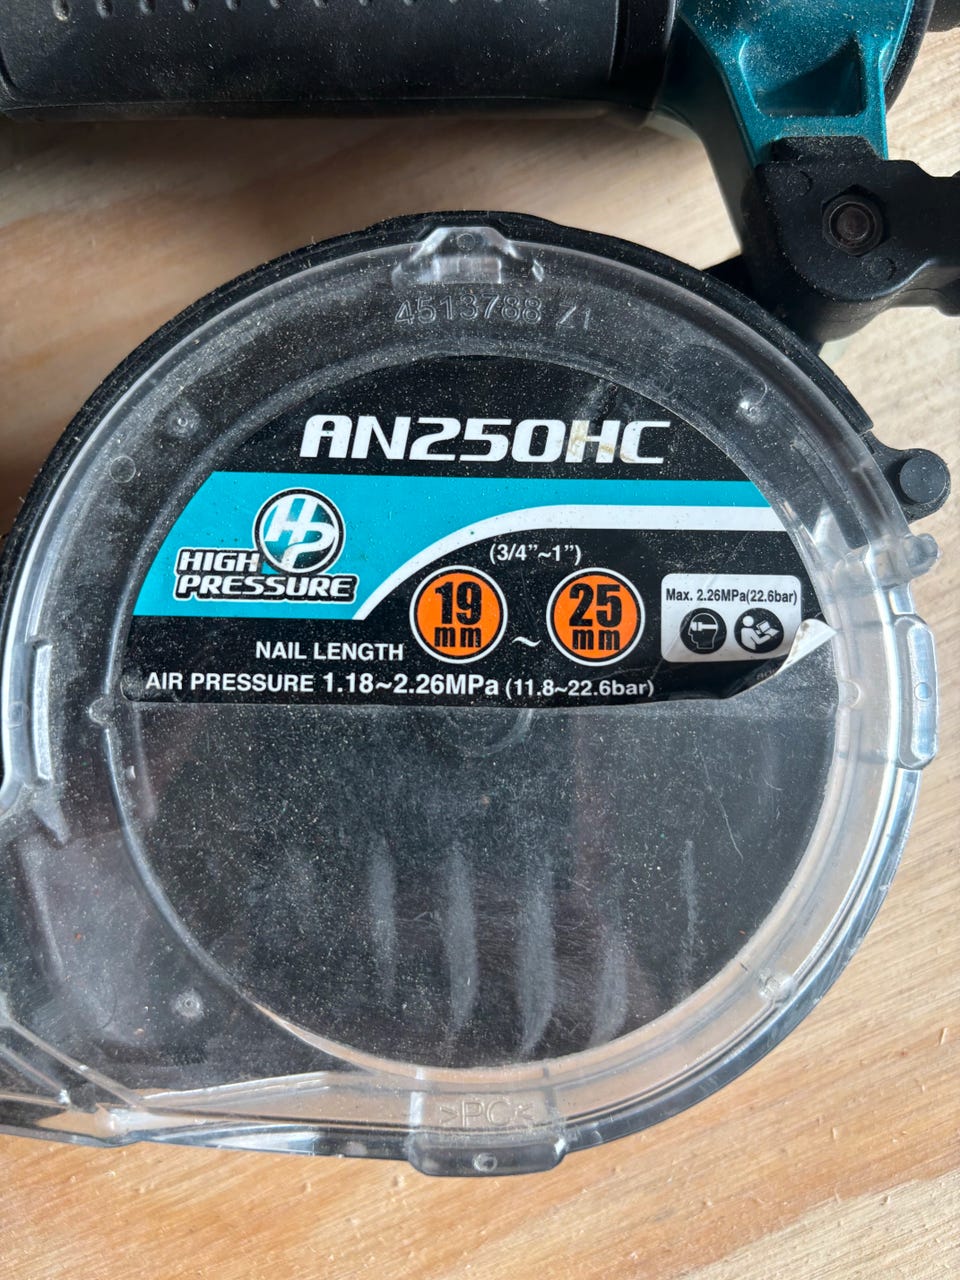 4513788 Z1
AN250HC
HP
HIGH
PRESSURE
(3/4”~1”)
19
mm
~
25
mm
Max. 2.26MPa(22.6bar)
NAIL LENGTH
AIR PRESSURE 1.18~2.26MPa (11.8~22.6bar)
>PC<